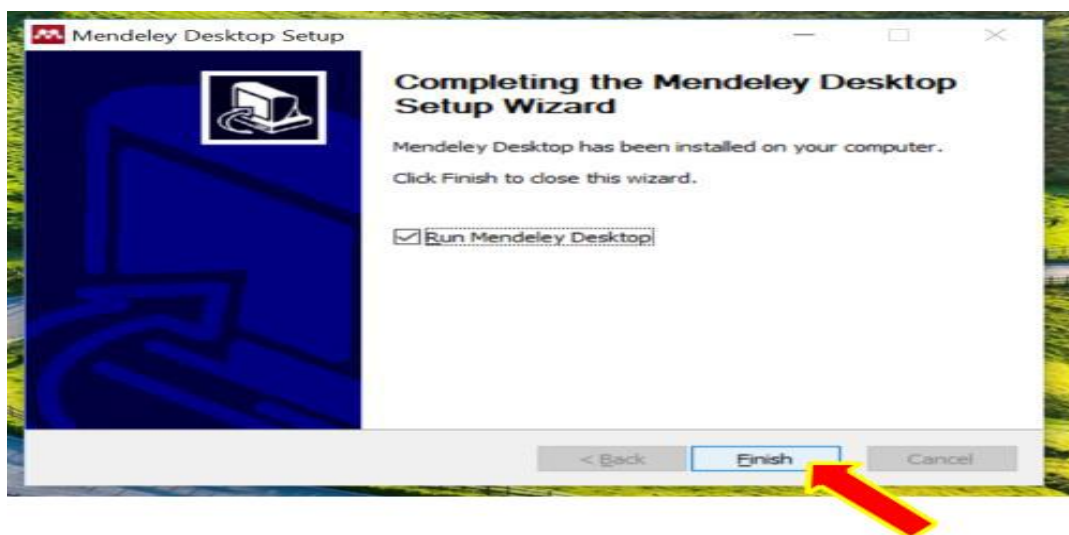 Mendeley Desktop Setup
Completing the Mendeley Desktop
Setup Wizard
Mendeley Desktop has been installed on your computer.
Click Finish to close this wizard.
Run Mendeley Desktop
< Back
Finish
Cancel